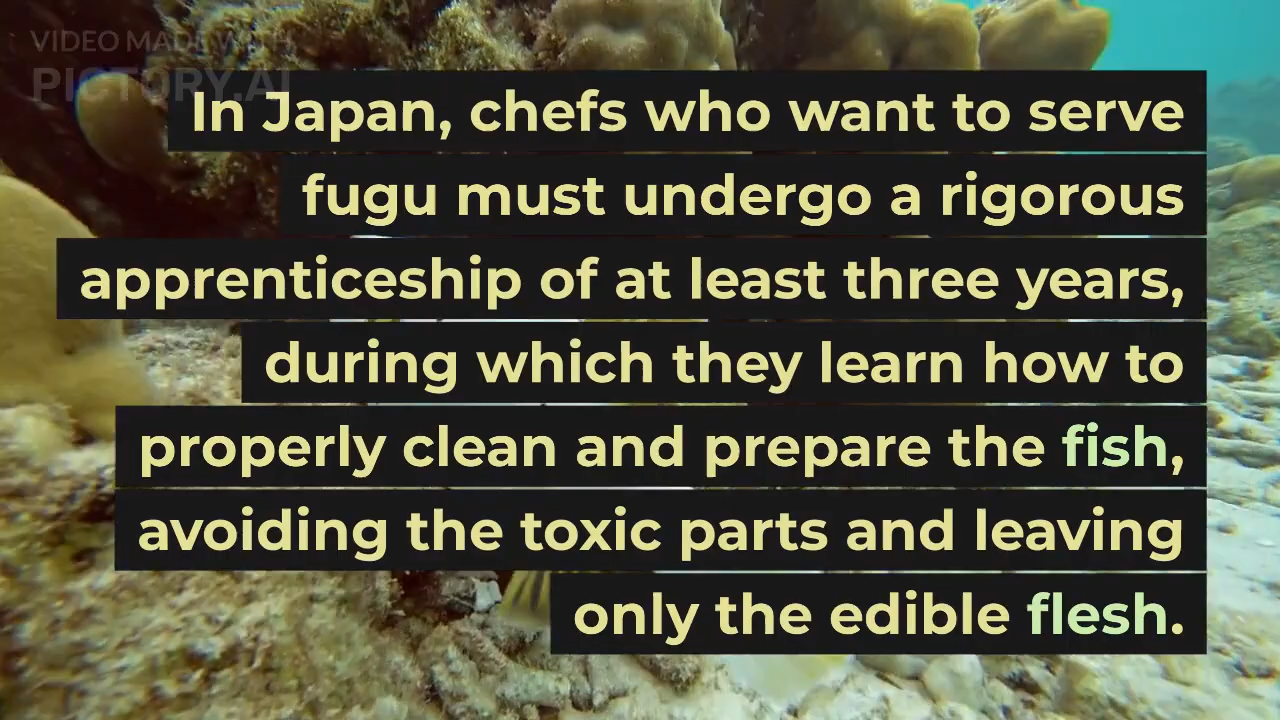 VIDEO MADE WITH
PICTORY.AI
In Japan, chefs who want to serve
fugu must undergo a rigorous
apprenticeship of at least three years,
during which they learn how to
properly clean and prepare the fish,
avoiding the toxic parts and leaving
only the edible flesh.